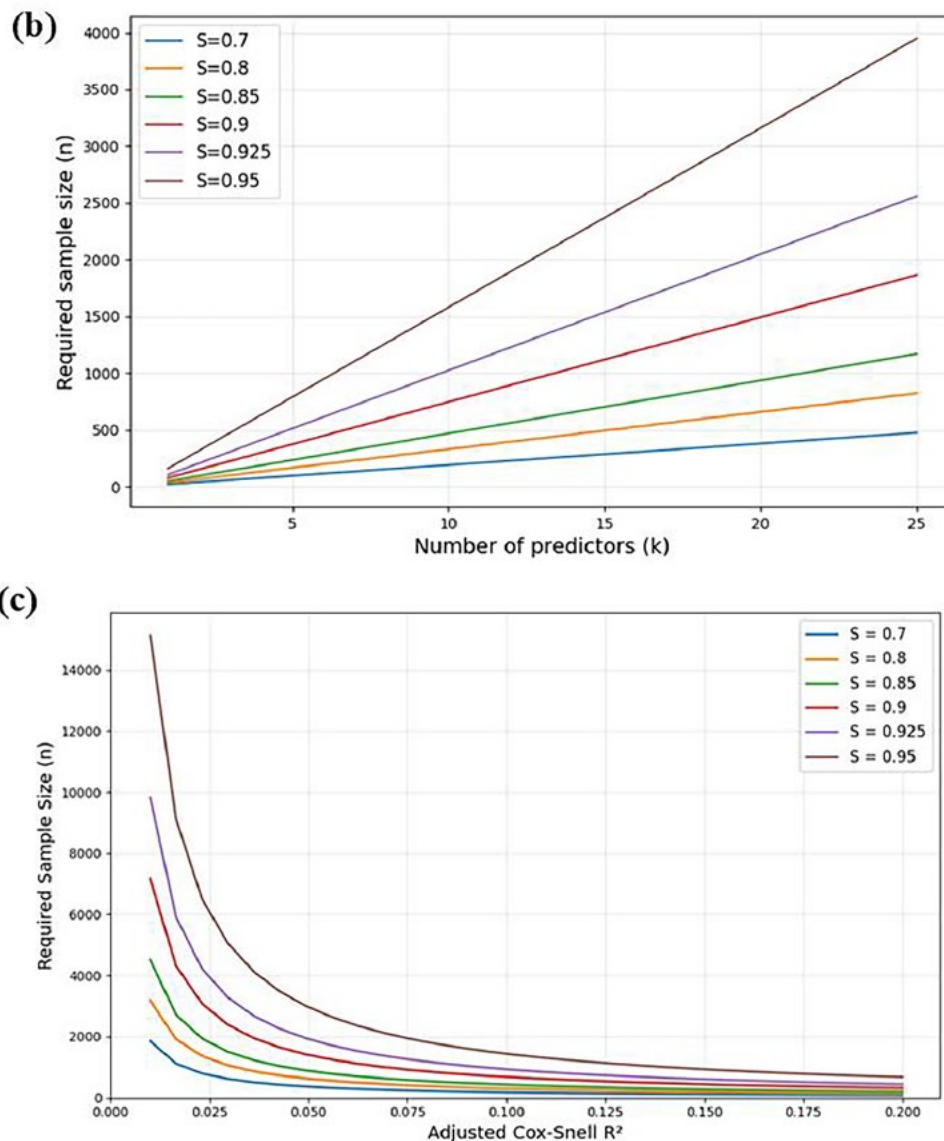 (b)
S=0.7
S=0.8
S=0.85
S=0.9
S=0.925
S=0.95
4000
3500
3000
2500
2000
1500
1000
500
0
Required sample size (n)
5
10
15
20
25
Number of predictors (k)
(c)
S = 0.7
S = 0.8
S = 0.85
S = 0.9
S = 0.925
S = 0.95
14000
12000
10000
8000
6000
4000
2000
0
Required Sample Size (n)
0.000
0.025
0.050
0.075
0.100
0.125
0.150
0.175
0.200
Adjusted Cox-Snell R²